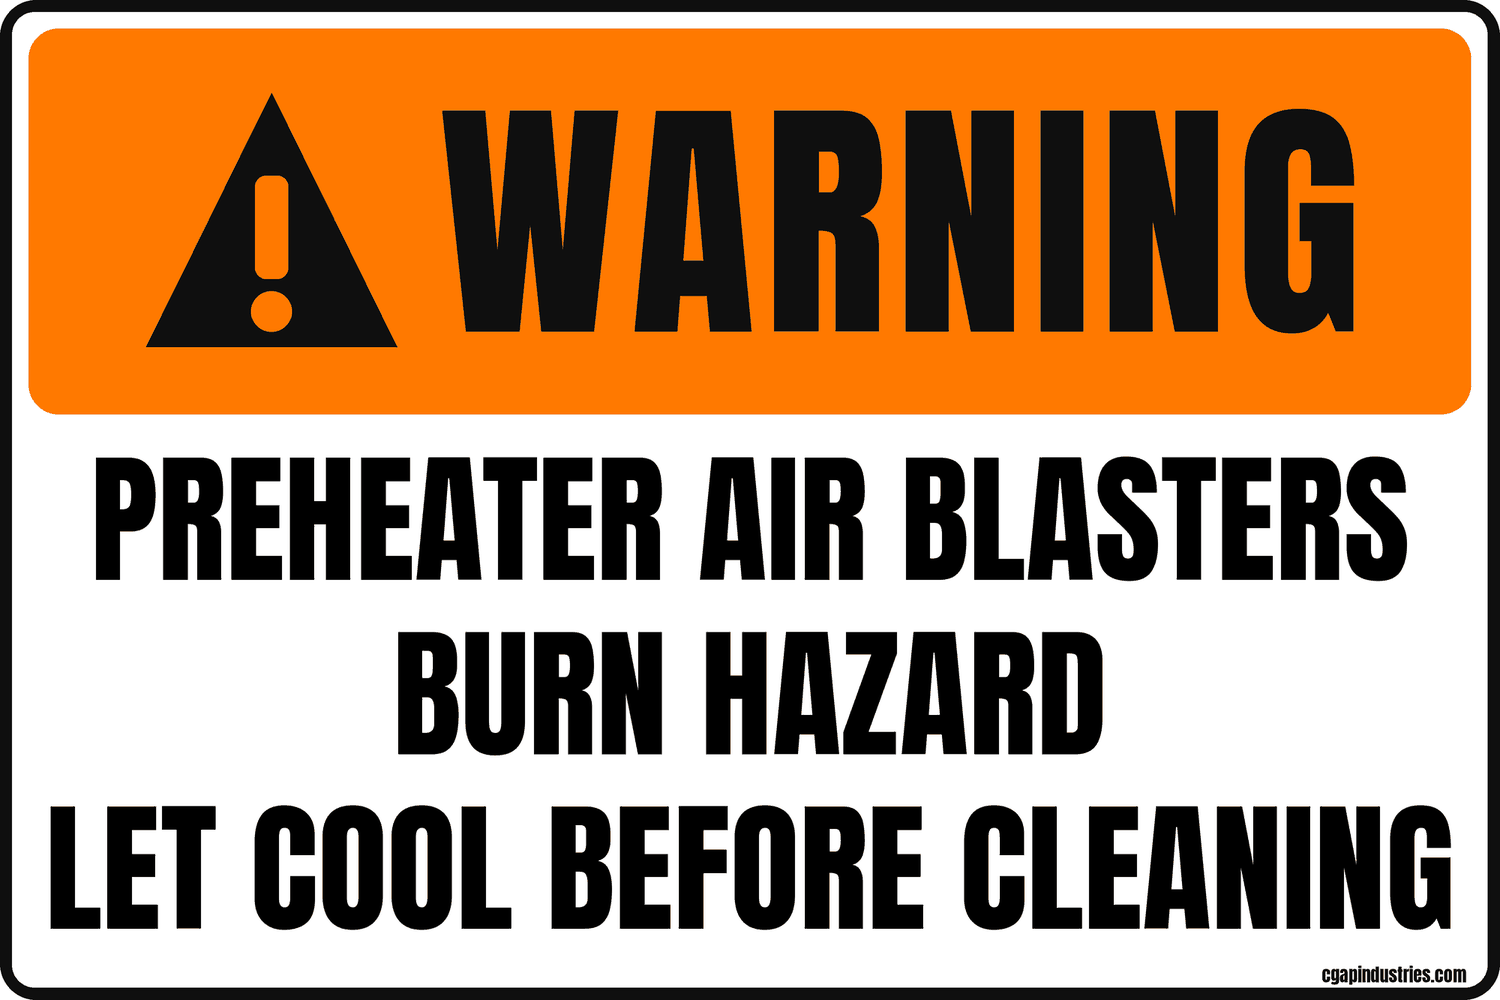 WARNING
PREHEATER AIR BLASTERS
BURN HAZARD
LET COOL BEFORE CLEANING
cgapindustries.com